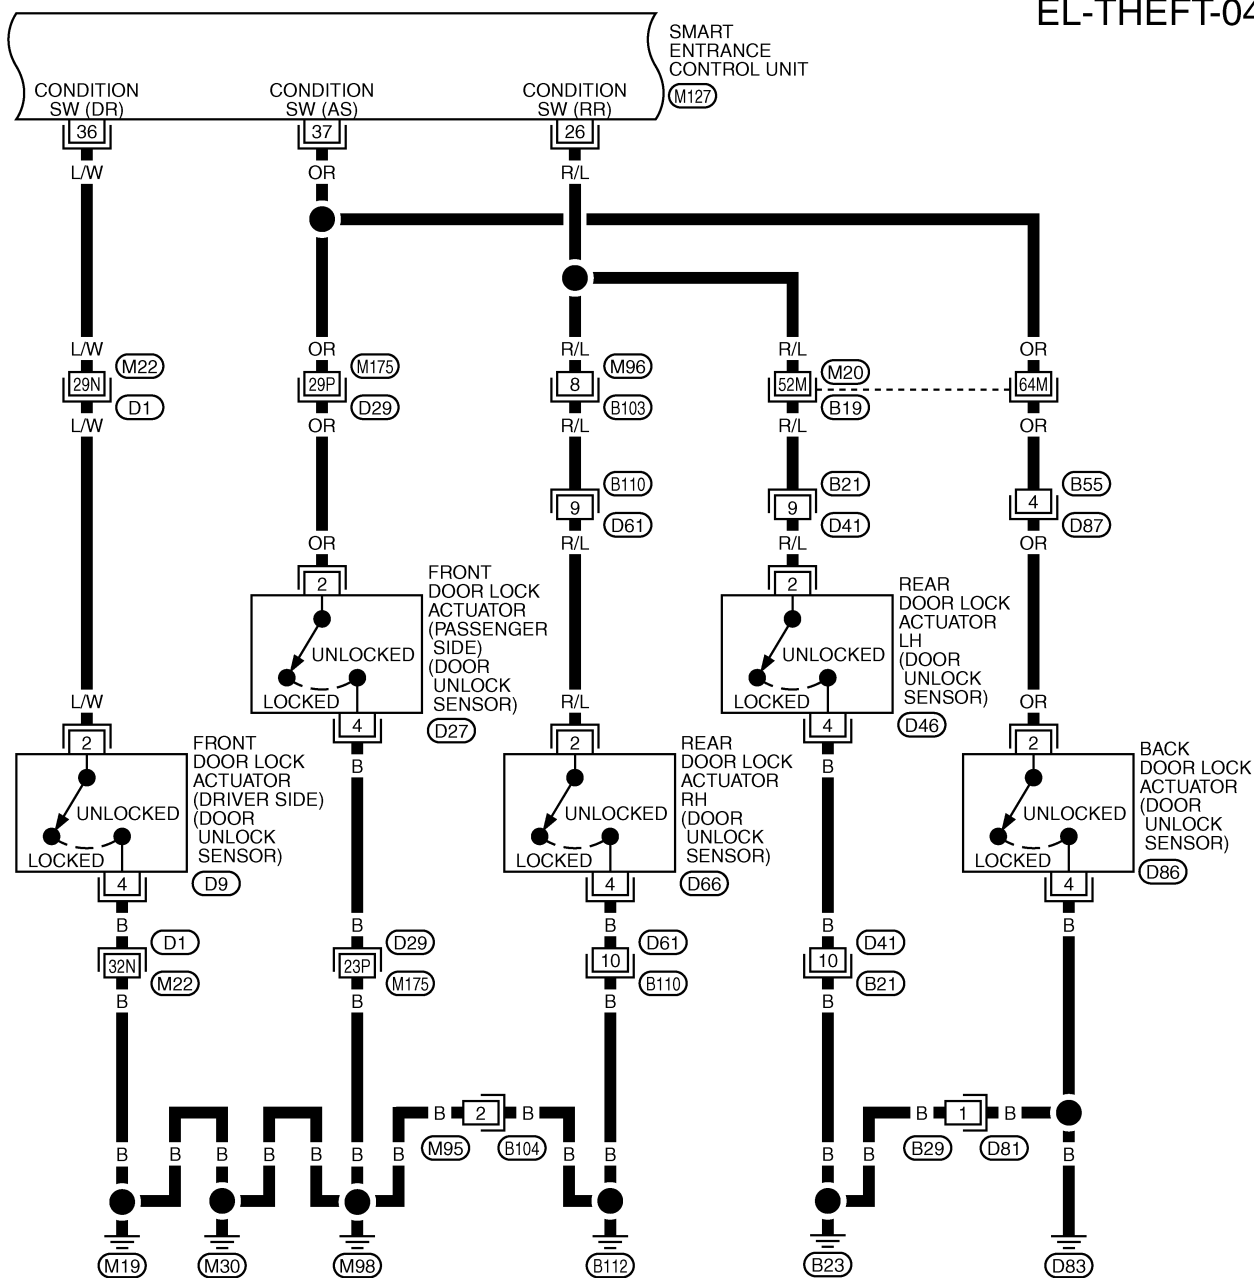 EL-THEFT-04
SMART
ENTRANCE
CONTROL UNIT
M127
CONDITION
SW (DR)
CONDITION
SW (AS)
CONDITION
SW (RR)
36
37
26
L/W
OR
R/L
L/W
OR
R/L
R/L
OR
29N
M22
D1
29P
M175
D29
8
M96
B103
52M
M20
B19
64M
L/W
OR
R/L
R/L
OR
9
B110
D61
9
B21
D41
4
B55
D87
OR
R/L
R/L
OR
2
UNLOCKED
LOCKED
4
FRONT
DOOR LOCK
ACTUATOR
(PASSENGER
SIDE)
(DOOR
UNLOCK
SENSOR)
D27
2
UNLOCKED
LOCKED
4
REAR
DOOR LOCK
ACTUATOR
LH
(DOOR
UNLOCK
SENSOR)
D46
L/W
R/L
OR
2
UNLOCKED
LOCKED
4
FRONT
DOOR LOCK
ACTUATOR
(DRIVER SIDE)
(DOOR
UNLOCK
SENSOR)
D9
B
2
UNLOCKED
LOCKED
4
REAR
DOOR LOCK
ACTUATOR
RH
(DOOR
UNLOCK
SENSOR)
D66
B
2
UNLOCKED
LOCKED
4
BACK
DOOR LOCK
ACTUATOR
(DOOR
UNLOCK
SENSOR)
D86
B
B
B
B
B
32N
D1
M22
23P
D29
M175
10
D61
B110
10
D41
B21
B
B
B
B
B
2
B
M95
B104
B
1
B
B29
D81
B
B
B
B
B
B
B
B
B
B
B
B
M19
M30
M98
B112
B23
D83